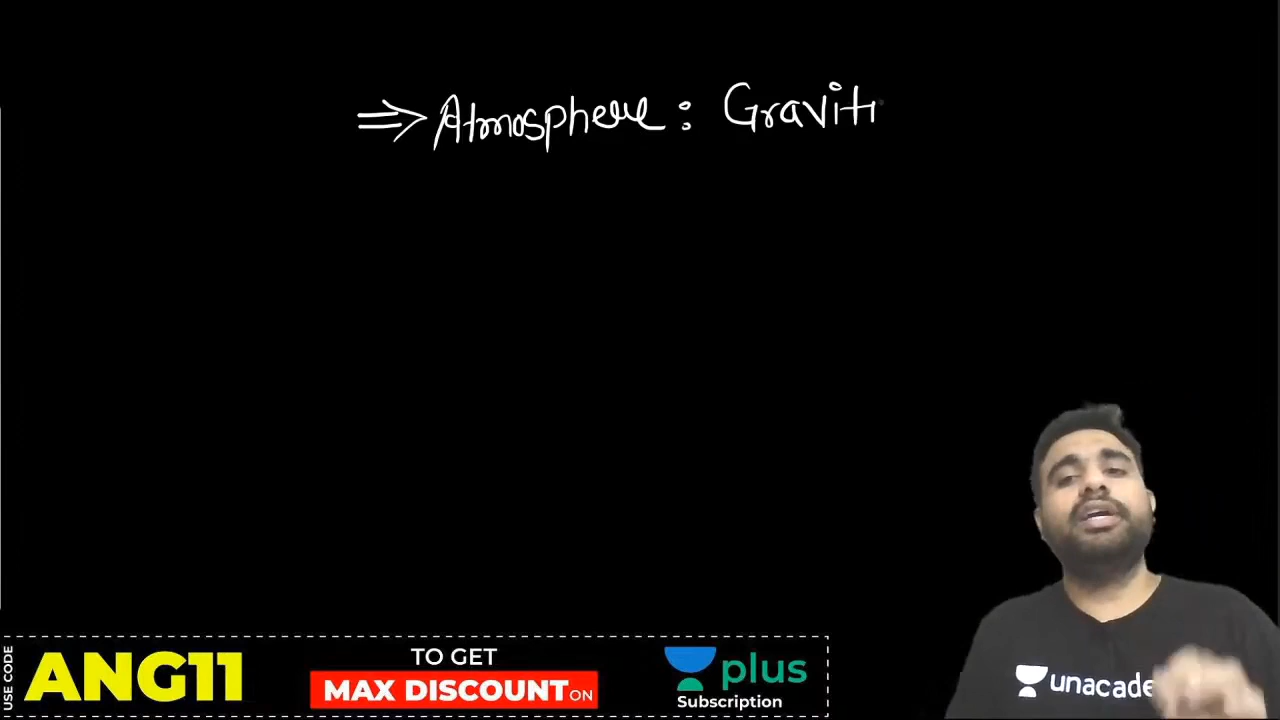 ⇒ Atmosphere : Graviti
USE CODE
ANG11
TO GET
MAX DISCOUNT ON
plus
Subscription
unacade